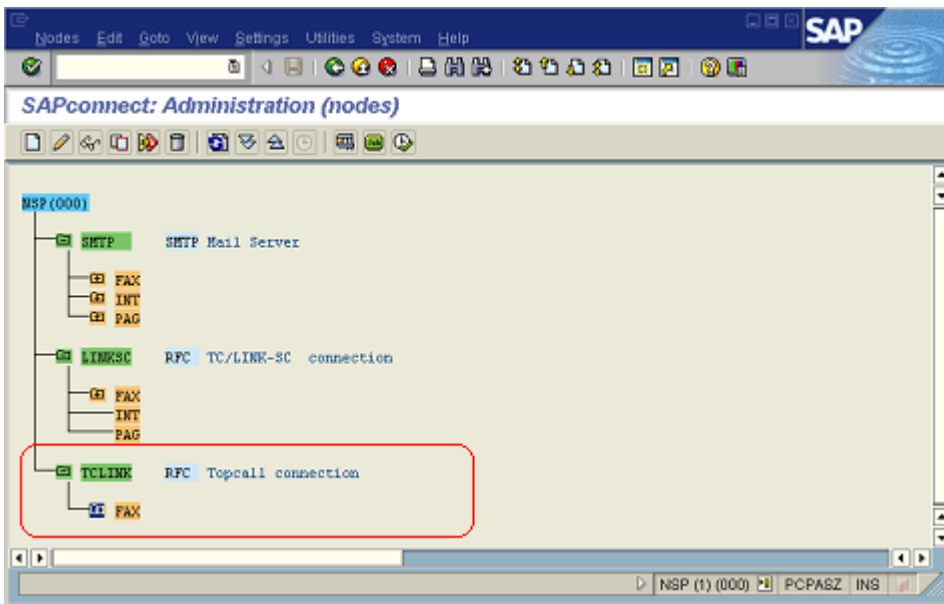 Nodes Edit Goto View Settings Utilities System Help
SAP
SAPconnect: Administration (nodes)
NSP(000)
SMTP SMTP Mail Server
FAX
INT
PAG
LINKSC RFC TC/LINK-SC connection
FAX
INT
PAG
TCLINK RFC Topcall connection
FAX
NSP (1) (000) PCPASZ INS